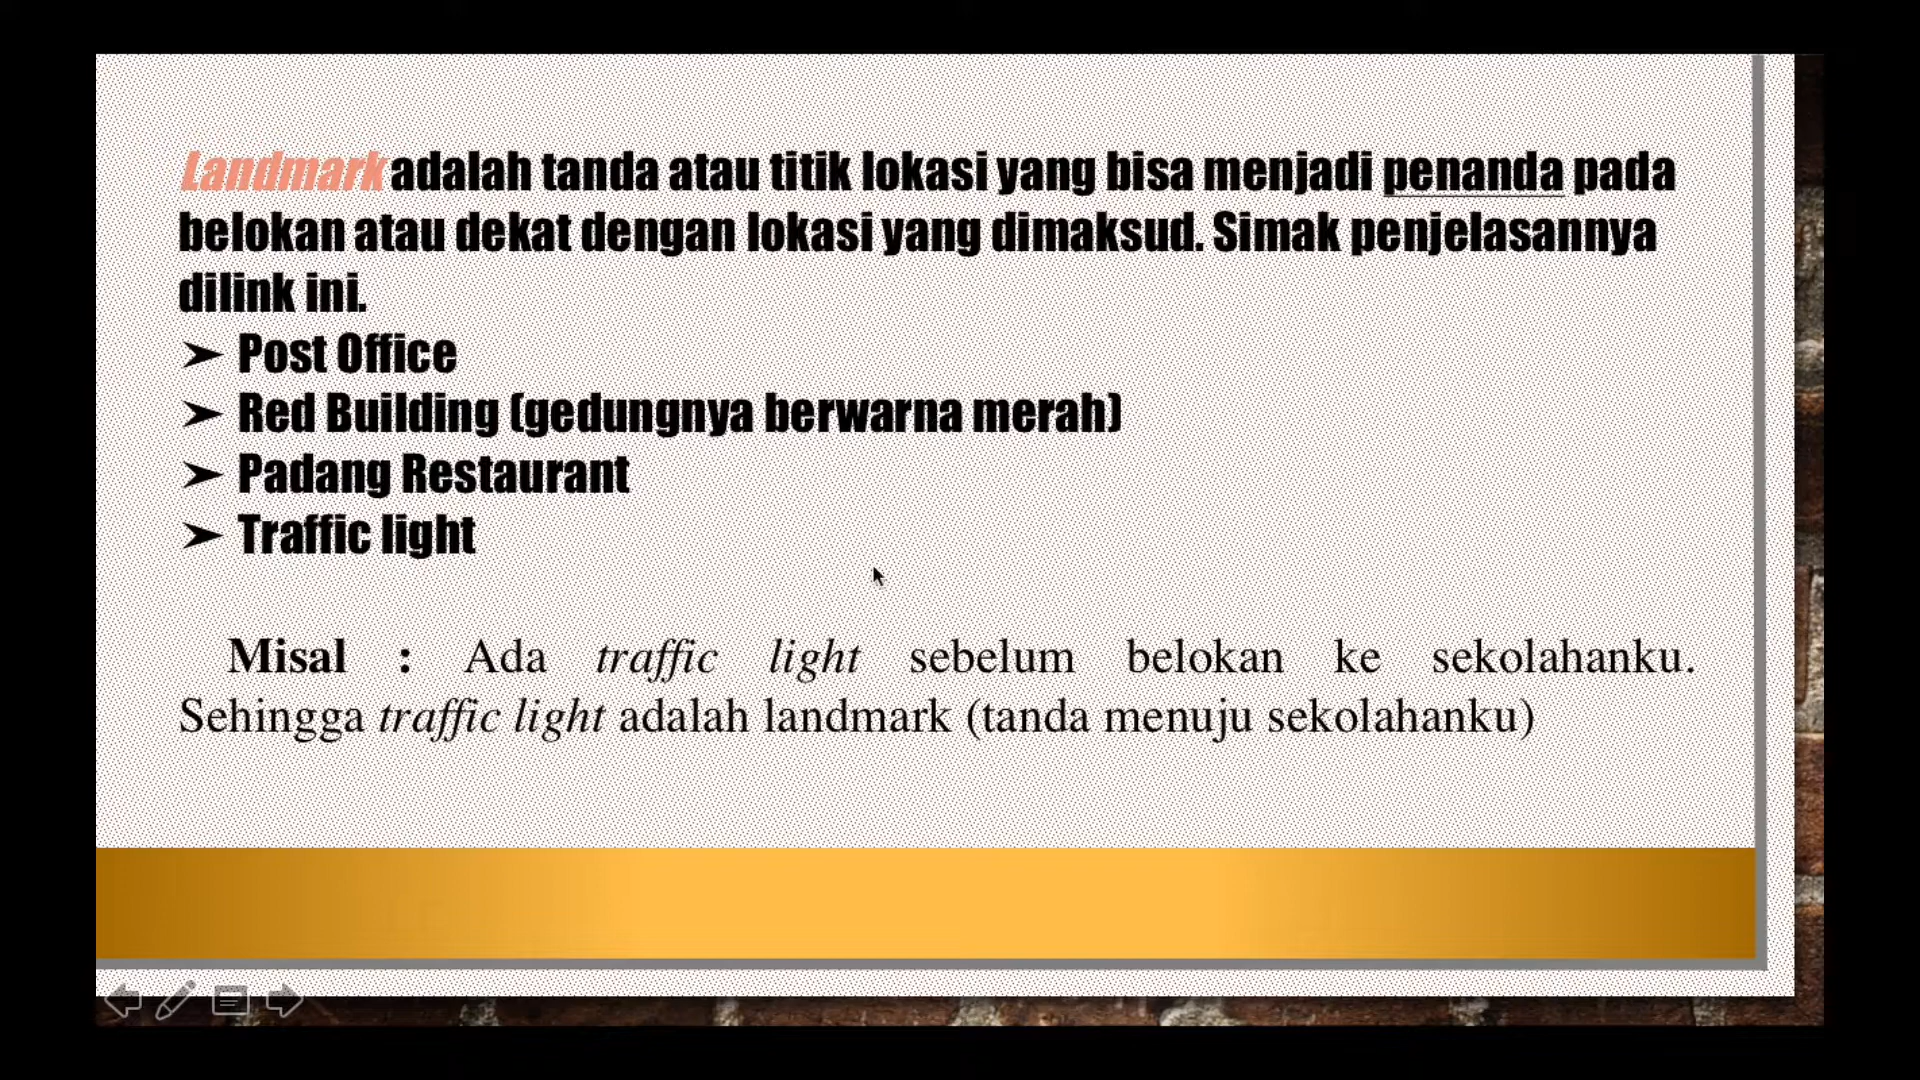 Landmark adalah tanda atau titik lokasi yang bisa menjadi penanda pada
belokan atau dekat dengan lokasi yang dimaksud. Simak penjelasannya
dilink ini.
➢ Post Office
➢ Red Building (gedungnya berwarna merah)
➢ Padang Restaurant
➢ Traffic light
Misal : Ada traffic light sebelum belokan ke sekolahanku.
Sehingga traffic light adalah landmark (tanda menuju sekolahanku)